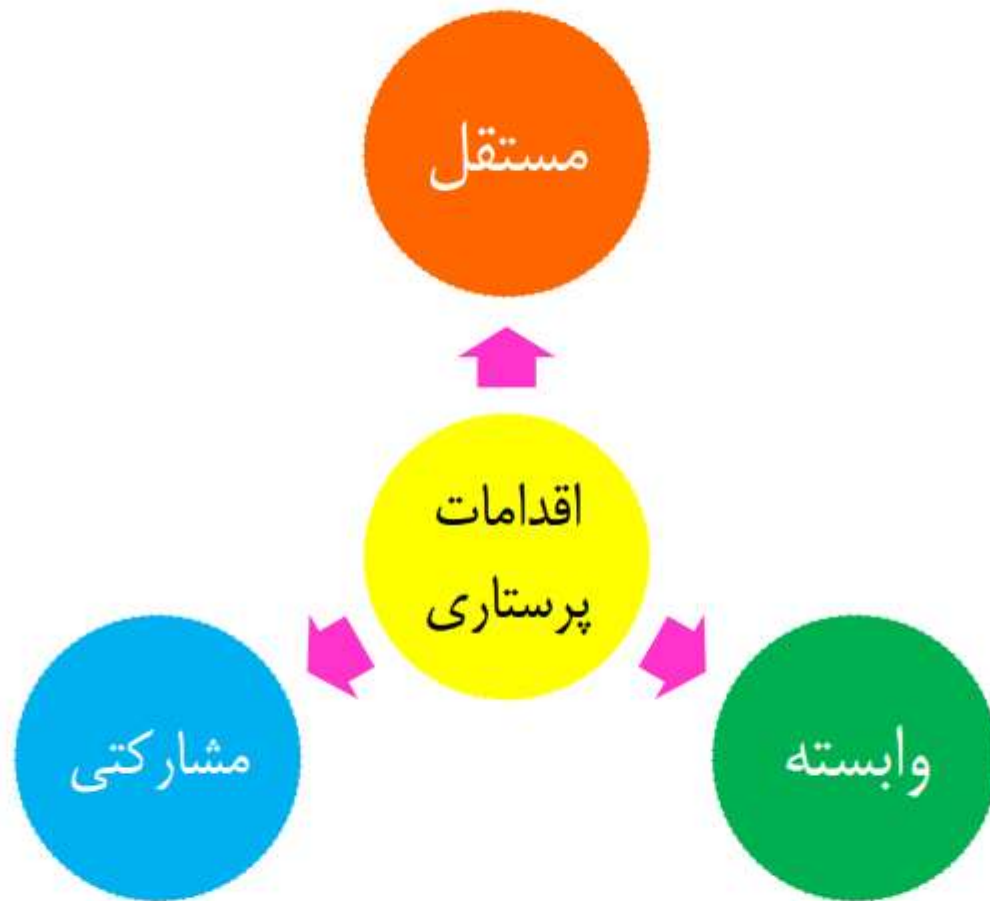 مستقل
اقدامات
پرستاری
وابسته
مشارکتی